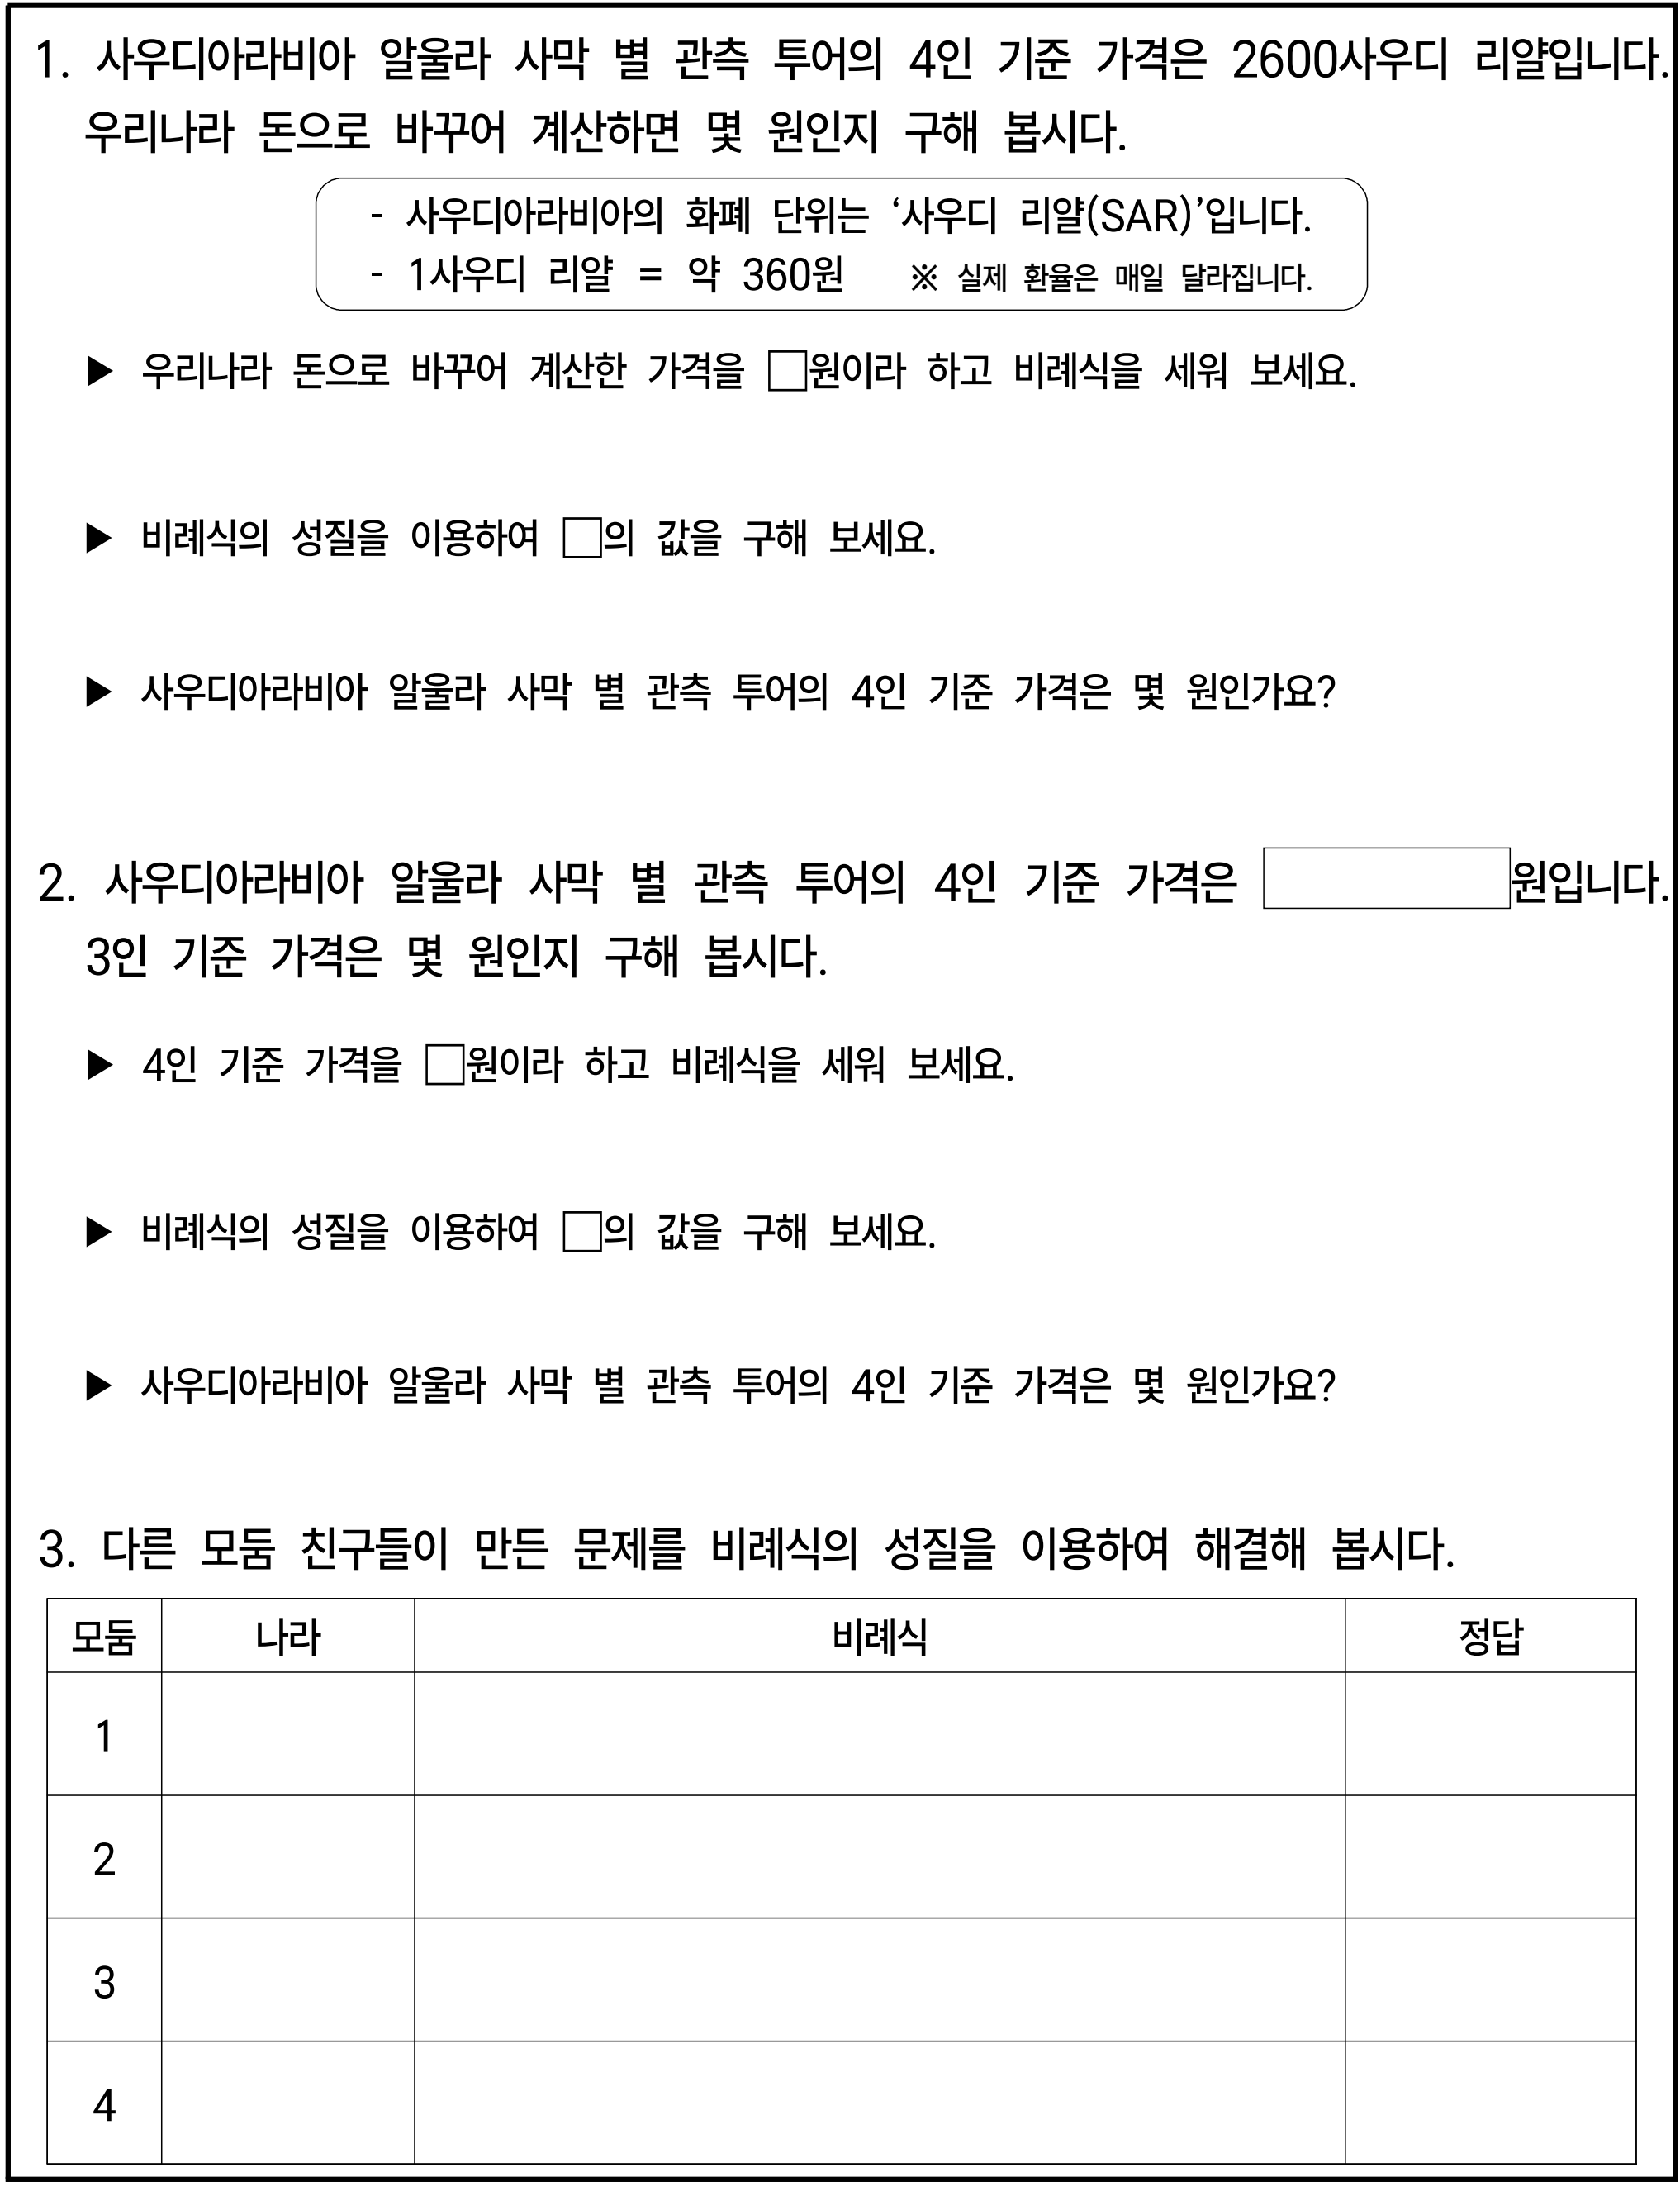 1. 사우디아라비아 알울라 사막 별 관측 투어의 4인 기준 가격은 2600사우디 리얄입니다.
우리나라 돈으로 바꾸어 계산하면 몇 원인지 구해 봅시다.
- 사우디아라비아의 화폐 단위는 ‘사우디 리얄(SAR)’입니다.
- 1사우디 리얄 = 약 360원 ※ 실제 환율은 매일 달라집니다.
▶ 우리나라 돈으로 바꾸어 계산한 가격을 □원이라 하고 비례식을 세워 보세요.
▶ 비례식의 성질을 이용하여 □의 값을 구해 보세요.
▶ 사우디아라비아 알울라 사막 별 관측 투어의 4인 기준 가격은 몇 원인가요?
2. 사우디아라비아 알울라 사막 별 관측 투어의 4인 기준 가격은 원입니다.
3인 기준 가격은 몇 원인지 구해 봅시다.
▶ 4인 기준 가격을 □원이라 하고 비례식을 세워 보세요.
▶ 비례식의 성질을 이용하여 □의 값을 구해 보세요.
▶ 사우디아라비아 알울라 사막 별 관측 투어의 4인 기준 가격은 몇 원인가요?
3. 다른 모둠 친구들이 만든 문제를 비례식의 성질을 이용하여 해결해 봅시다.
모둠 나라 비례식 정답
1
2
3
4